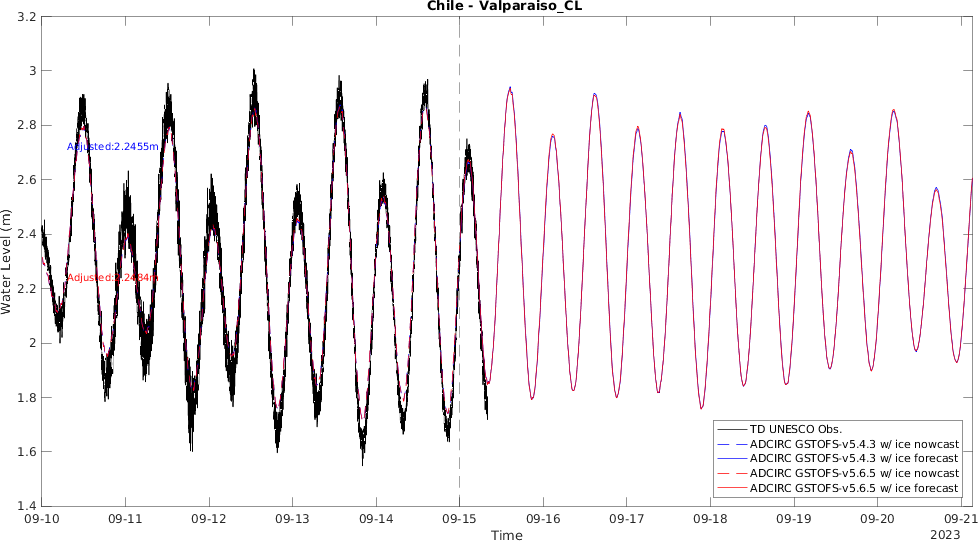 Chile - Valparaiso_CL
3.2
3
2.8
2.6
2.4
2.2
2
1.8
1.6
1.4
Water Level (m)
Adjusted:2.2455m
Adjusted:2.2484m
TD UNESCO Obs.
ADCIRC GSTOFS-v5.4.3 w/ ice nowcast
ADCIRC GSTOFS-v5.4.3 w/ ice forecast
ADCIRC GSTOFS-v5.6.5 w/ ice nowcast
ADCIRC GSTOFS-v5.6.5 w/ ice forecast
09-10 09-11 09-12 09-13 09-14 09-15 09-16 09-17 09-18 09-19 09-20 09-21
Time
2023